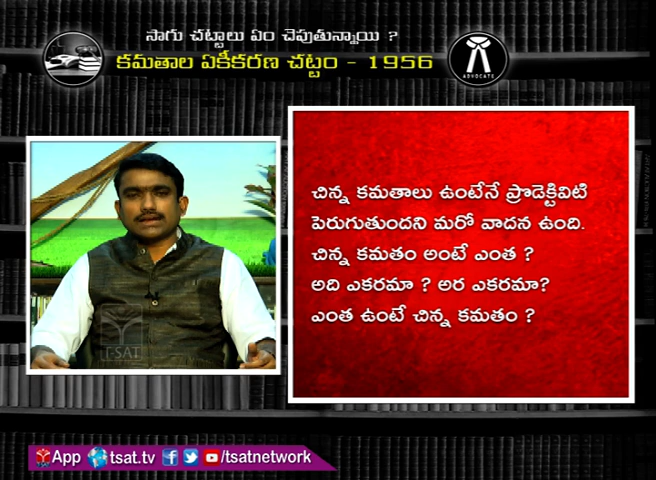 సాగు చట్టాలు ఏం చెపుతున్నాయి ?
కమతాల ఏకీకరణ చట్టం - 1956
ADVOCATE
చిన్న కమతాలు ఉంటేనే ప్రొడెక్టివిటి
పెరుగుతుందని మరో వాదన ఉంది.
చిన్న కమతం అంటే ఎంత ?
అది ఎకరమా ? అర ఎకరమా?
ఎంత ఉంటే చిన్న కమతం ?
T-SAT
App tsat.tv /tsatnetwork